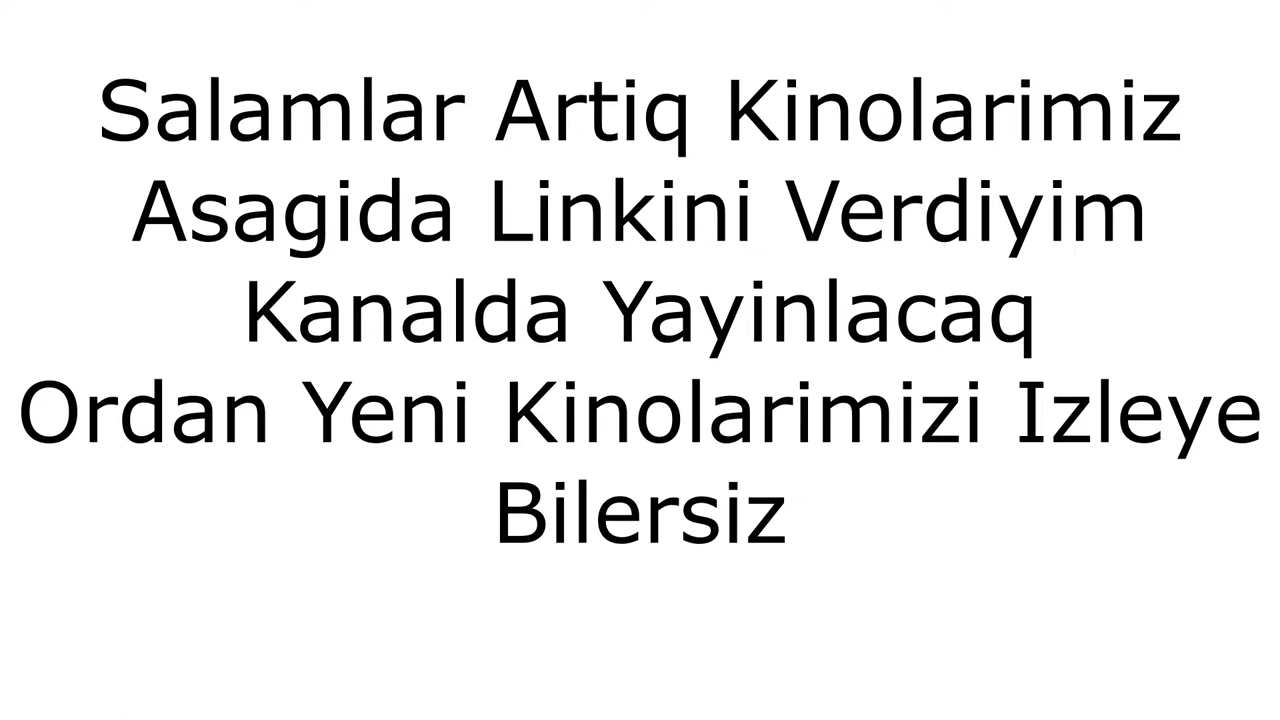 Salamlar Artiq Kinolarimiz
Asagida Linkini Verdiyim
Kanalda Yayinlacaq
Ordan Yeni Kinolarimizi Izleye
Bilersiz